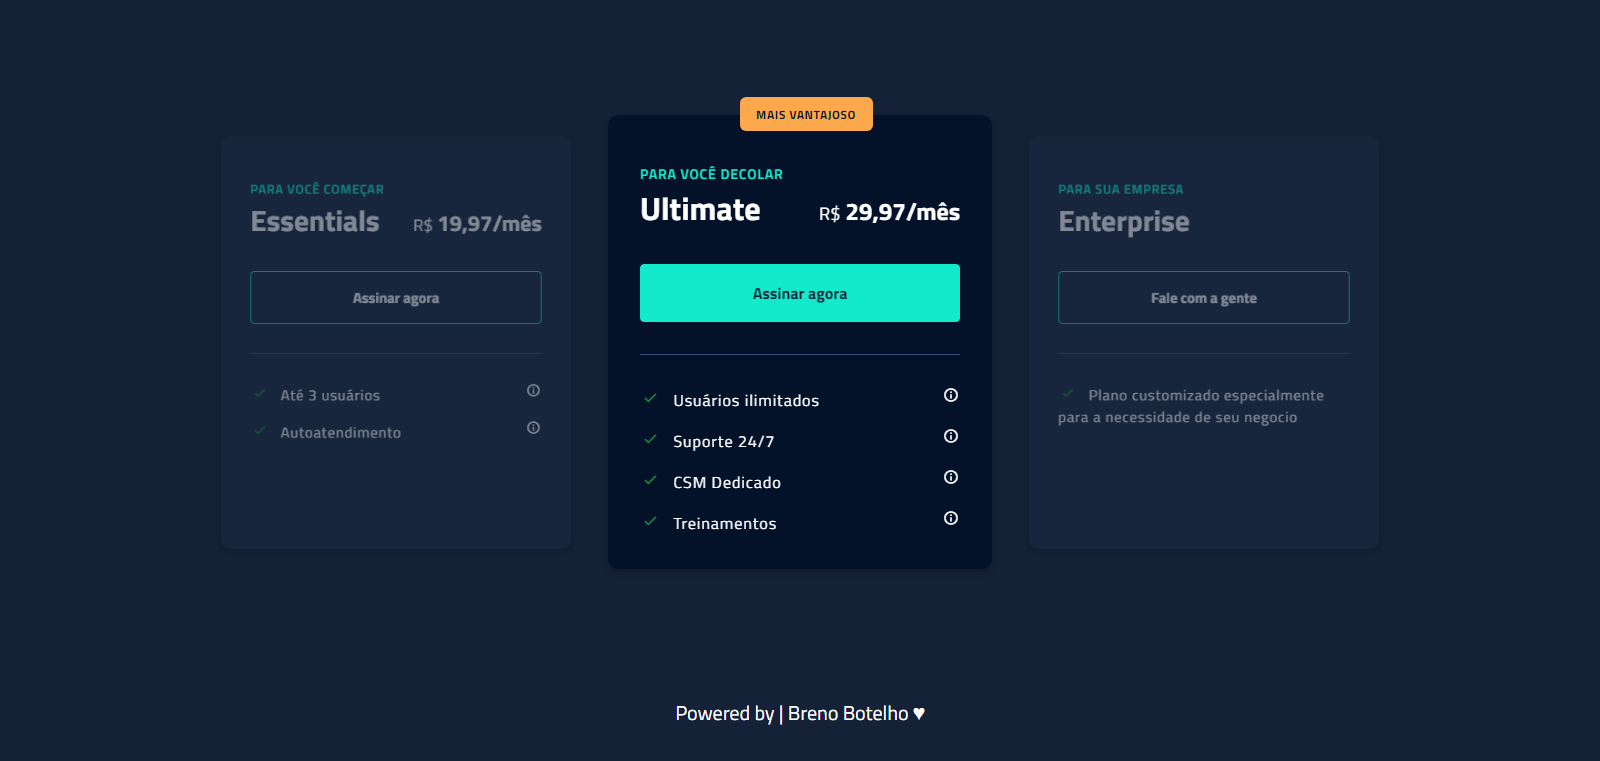 PARA VOCÊ COMEÇAR
Essentials
R$ 19,97/mês
Assinar agora
Até 3 usuários
Autoatendimento
MAIS VANTAJOSO
PARA VOCÊ DECOLAR
Ultimate
R$ 29,97/mês
Assinar agora
Usuários ilimitados
Suporte 24/7
CSM Dedicado
Treinamentos
PARA SUA EMPRESA
Enterprise
Fale com a gente
Plano customizado especialmente
para a necessidade de seu negocio
Powered by | Breno Botelho ♥